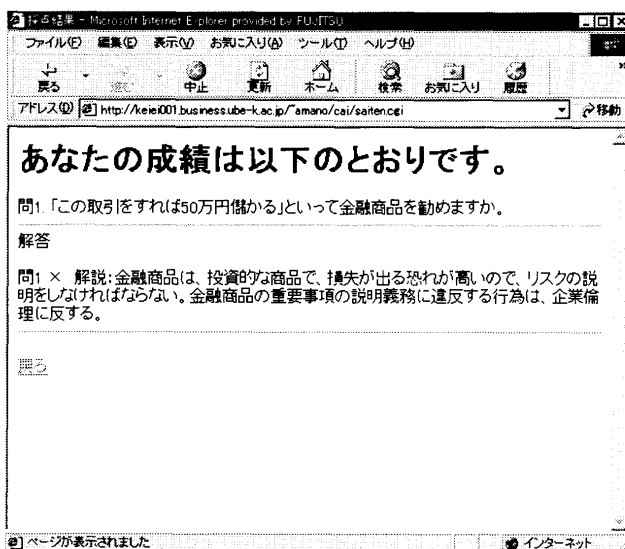 採点結果 - Microsoft Internet Explorer provided by FUJITSU
ファイル(F) 編集(E) 表示(V) お気に入り(A) ツール(T) ヘルプ(H)
戻る 進む 中止 更新 ホーム 検索 お気に入り 履歴 »
アドレス(D) http://keiei001.business.ube-k.ac.jp/~amano/cai/saiten.cgi 移動
あなたの成績は以下のとおりです。
問1.「この取引をすれば50万円儲かる」といって金融商品を勧めますか。
解答
問1 × 解説:金融商品は、投資的な商品で、損失が出る恐れが高いので、リスクの説
明をしなければならない。金融商品の重要事項の説明義務に違反する行為は、企業倫
理に反する。
戻る
ページが表示されました インターネット